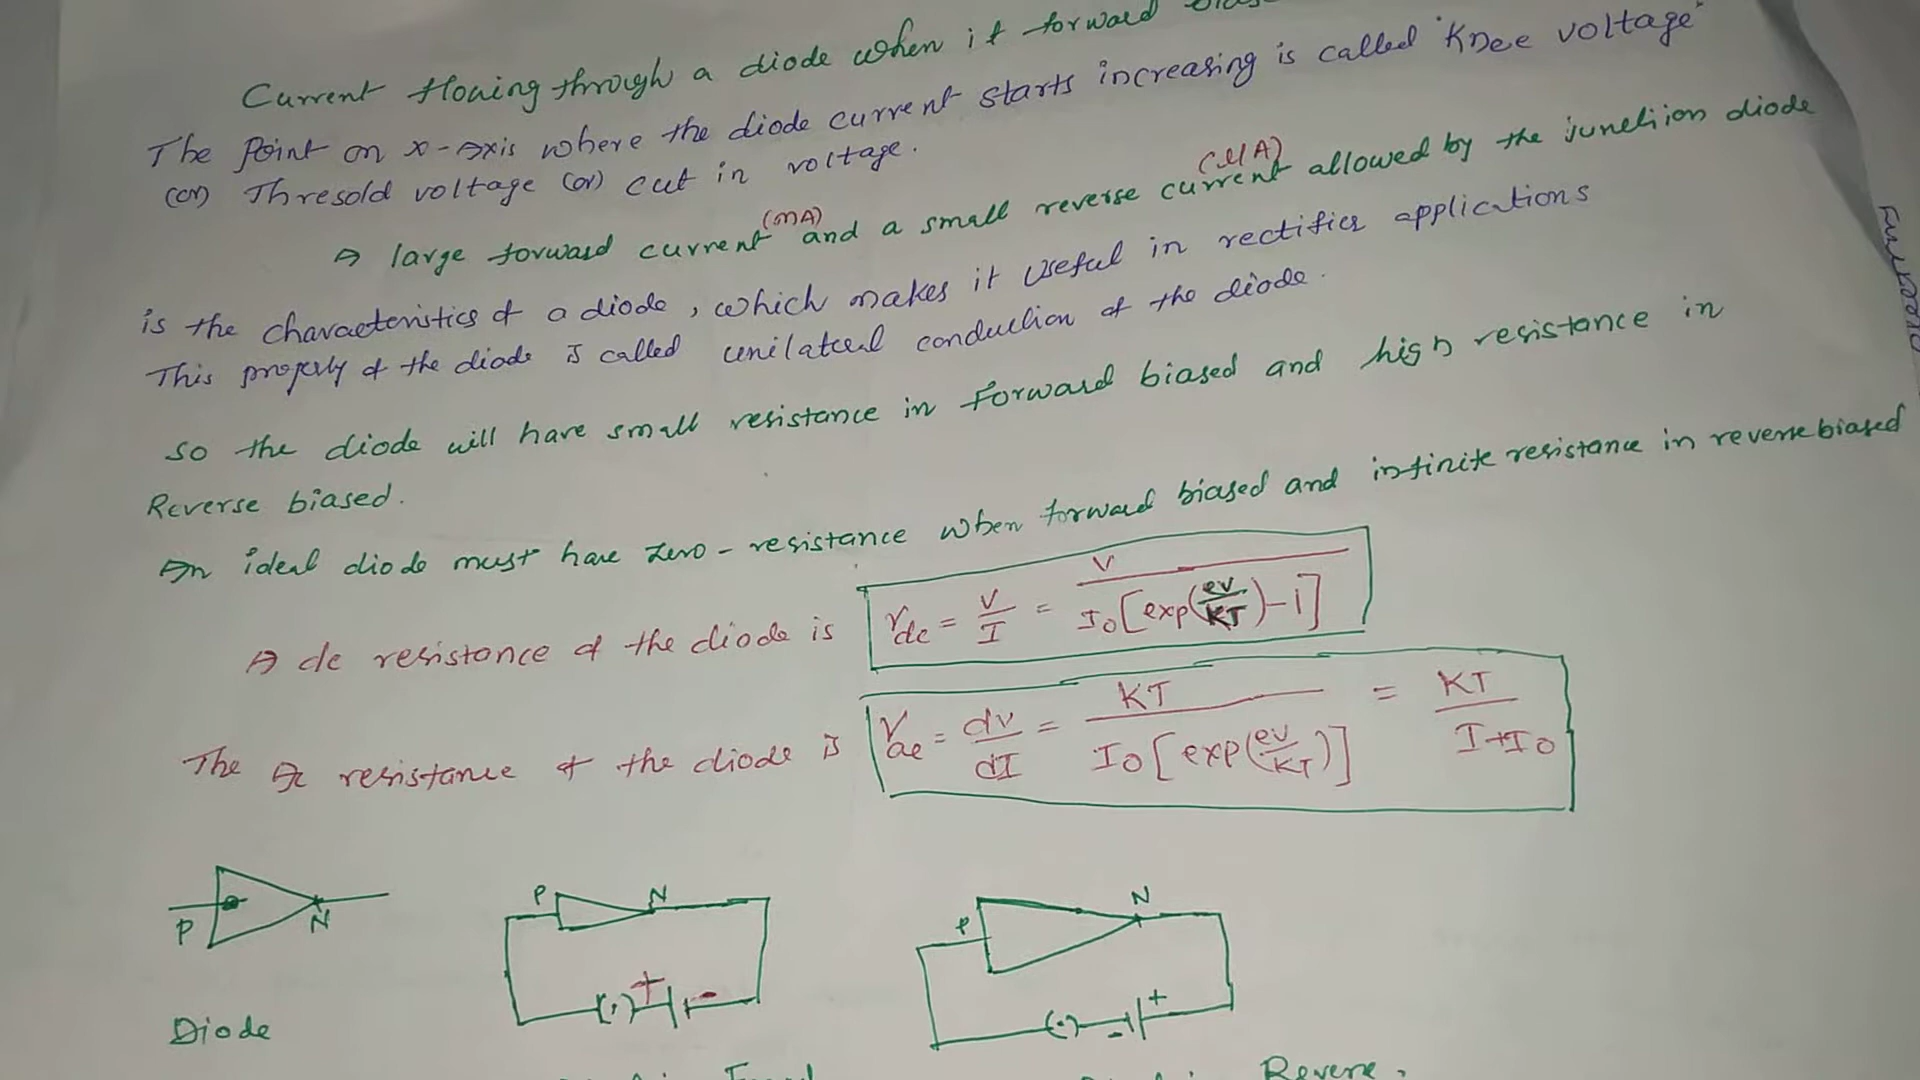 Current flowing through a diode when it forward
The Point on x-axis where the diode current starts increasing is called "Knee voltage"
(or) Thresold voltage (or) cut in voltage.
→ large forward current (mA) and a small reverse current (μA) allowed by the junction diode
is the charactoristics of a diode, which makes it useful in rectifier applications
This property of the diode is called unilateral conduction of the diode.
so the diode will have small resistance in forward biased and high resistance in
Reverse biased.
An ideal diode must have zero-resistance when forward biased and infinite resistance in reverse biased
→ dc resistance of the diode is r_dc = V/I = V/I₀[exp(eV/KT)-1]
The Ac resistance of the diode is r_ac = dV/dI = KT/I₀[exp(eV/KT)] = KT/I+I₀
P N
P N
+ -
P N
- +
Diode
Reverse